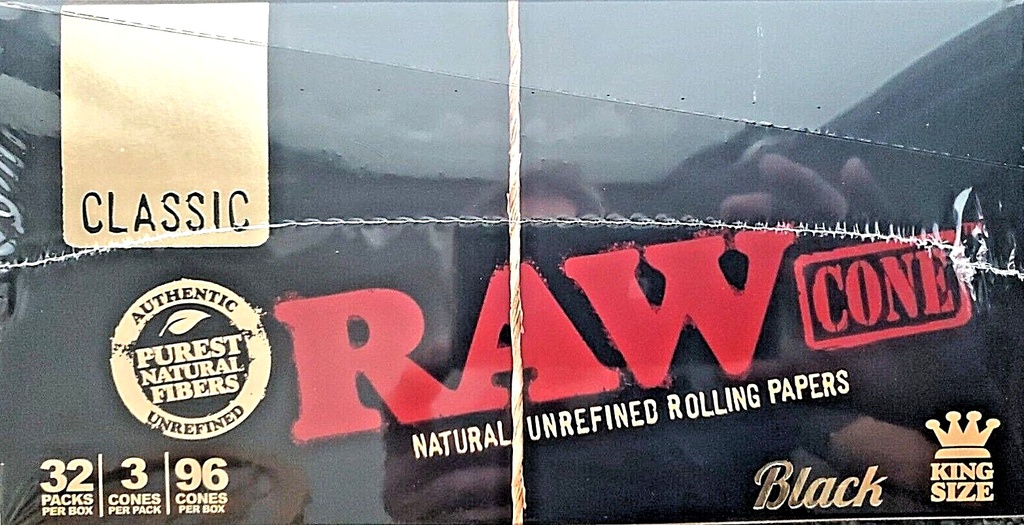 CLASSIC
AUTHENTIC
PUREST
NATURAL
FIBERS
UNREFINED
RAW
CONE
NATURAL UNREFINED ROLLING PAPERS
32
PACKS
PER BOX
3
CONES
PER PACK
96
CONES
PER BOX
Black
KING
SIZE